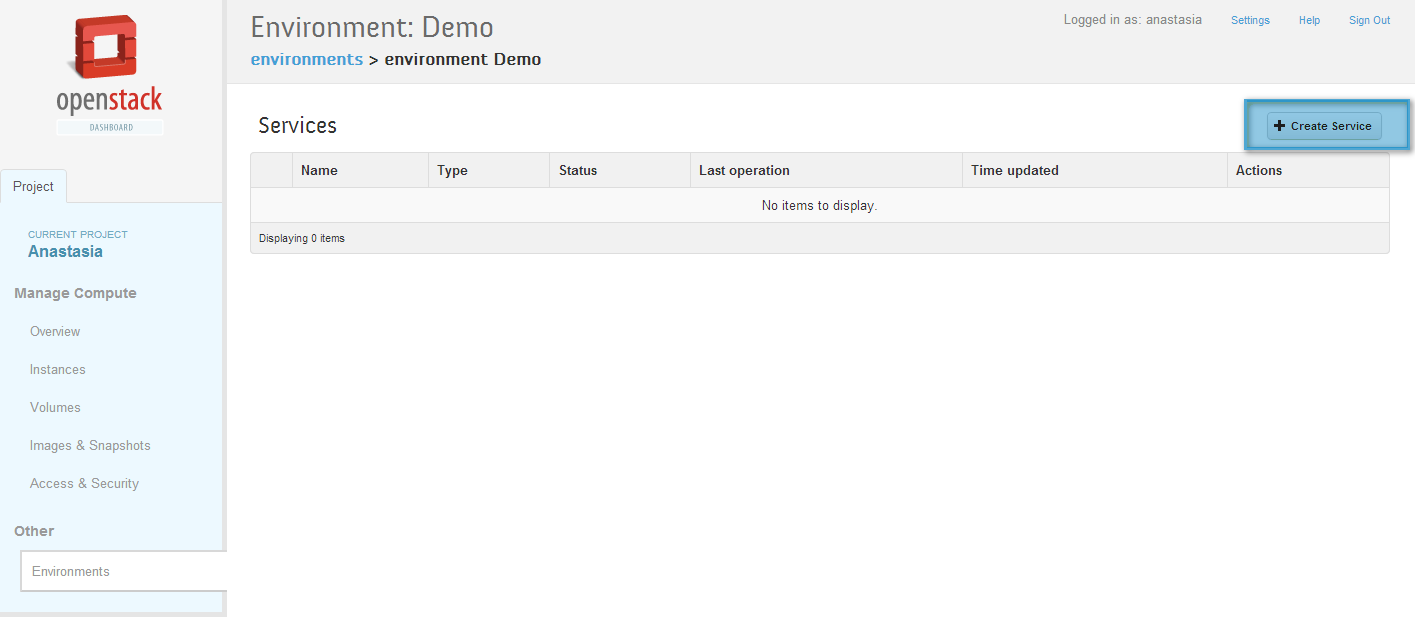 openstack
DASHBOARD
Project
CURRENT PROJECT
Anastasia
Manage Compute
Overview
Instances
Volumes
Images & Snapshots
Access & Security
Other
Environments
Environment: Demo
environments > environment Demo
Logged in as: anastasia Settings Help Sign Out
Services
Create Service
Name Type Status Last operation Time updated Actions
No items to display.
Displaying 0 items